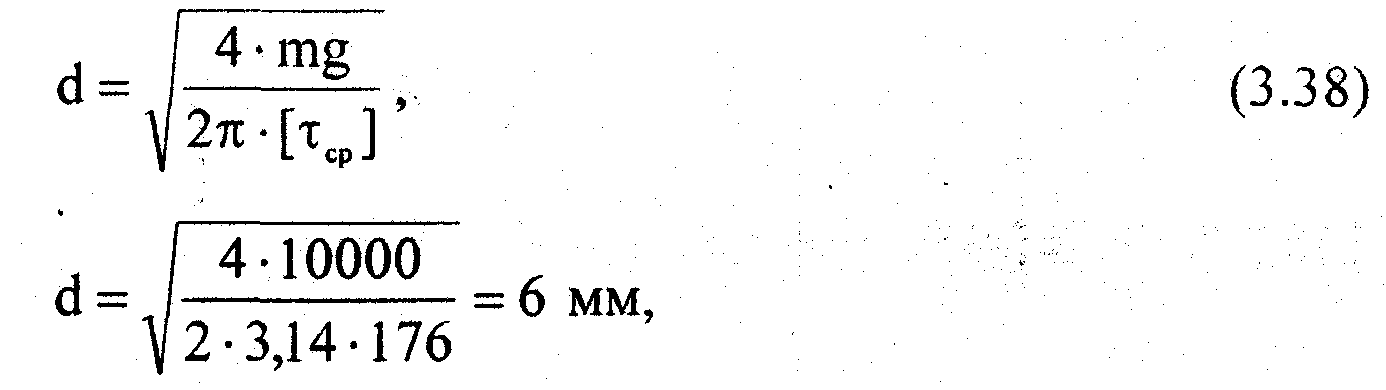 d = √(4 · mg / 2π · [τср]), (3.38)
d = √(4 · 10000 / 2 · 3,14 · 176) = 6 мм,